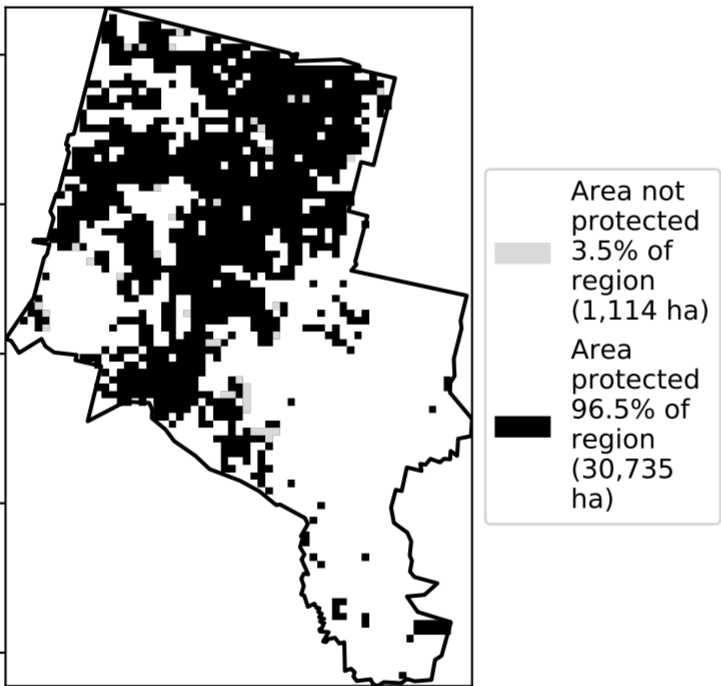 Area not
protected
3.5% of
region
(1,114 ha)
Area
protected
96.5% of
region
(30,735
ha)